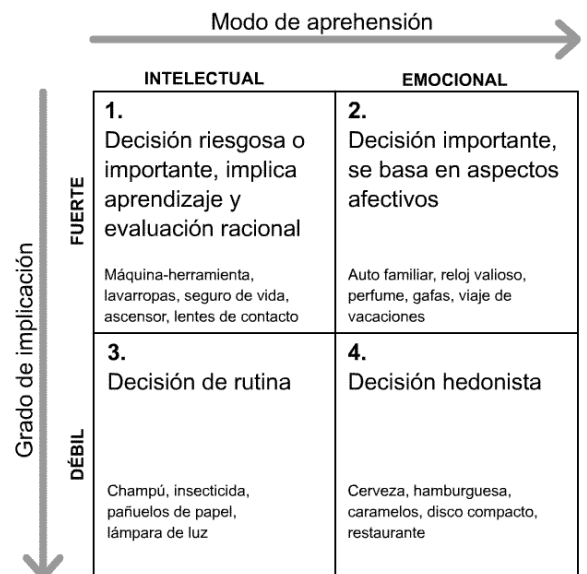 Modo de aprehensión
INTELECTUAL
EMOCIONAL
Grado de implicación
FUERTE
1.
Decisión riesgosa o
importante, implica
aprendizaje y
evaluación racional
Máquina-herramienta,
lavarropas, seguro de vida,
ascensor, lentes de contacto
2.
Decisión importante,
se basa en aspectos
afectivos
Auto familiar, reloj valioso,
perfume, gafas, viaje de
vacaciones
DÉBIL
3.
Decisión de rutina
Champú, insecticida,
pañuelos de papel,
lámpara de luz
4.
Decisión hedonista
Cerveza, hamburguesa,
caramelos, disco compacto,
restaurante